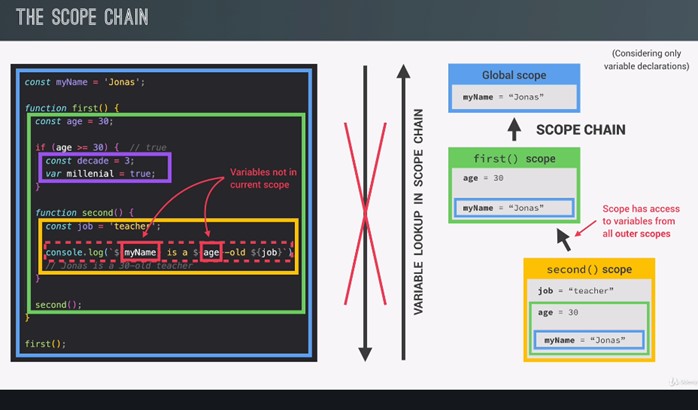 THE SCOPE CHAIN
const myName = 'Jonas';
function first() {
const age = 30;
if (age >= 30) { // true
const decade = 3;
var millenial = true;
}
function second() {
const job = 'teacher';
console.log(`${myName} is a ${age}-old ${job}`)
// Jonas is a 30-old teacher
}
second();
}
first();
Variables not in
current scope
VARIABLE LOOKUP IN SCOPE CHAIN
(Considering only
variable declarations)
Global scope
myName = “Jonas”
SCOPE CHAIN
first() scope
age = 30
myName = “Jonas”
Scope has access
to variables from
all outer scopes
second() scope
job = “teacher”
age = 30
myName = “Jonas”